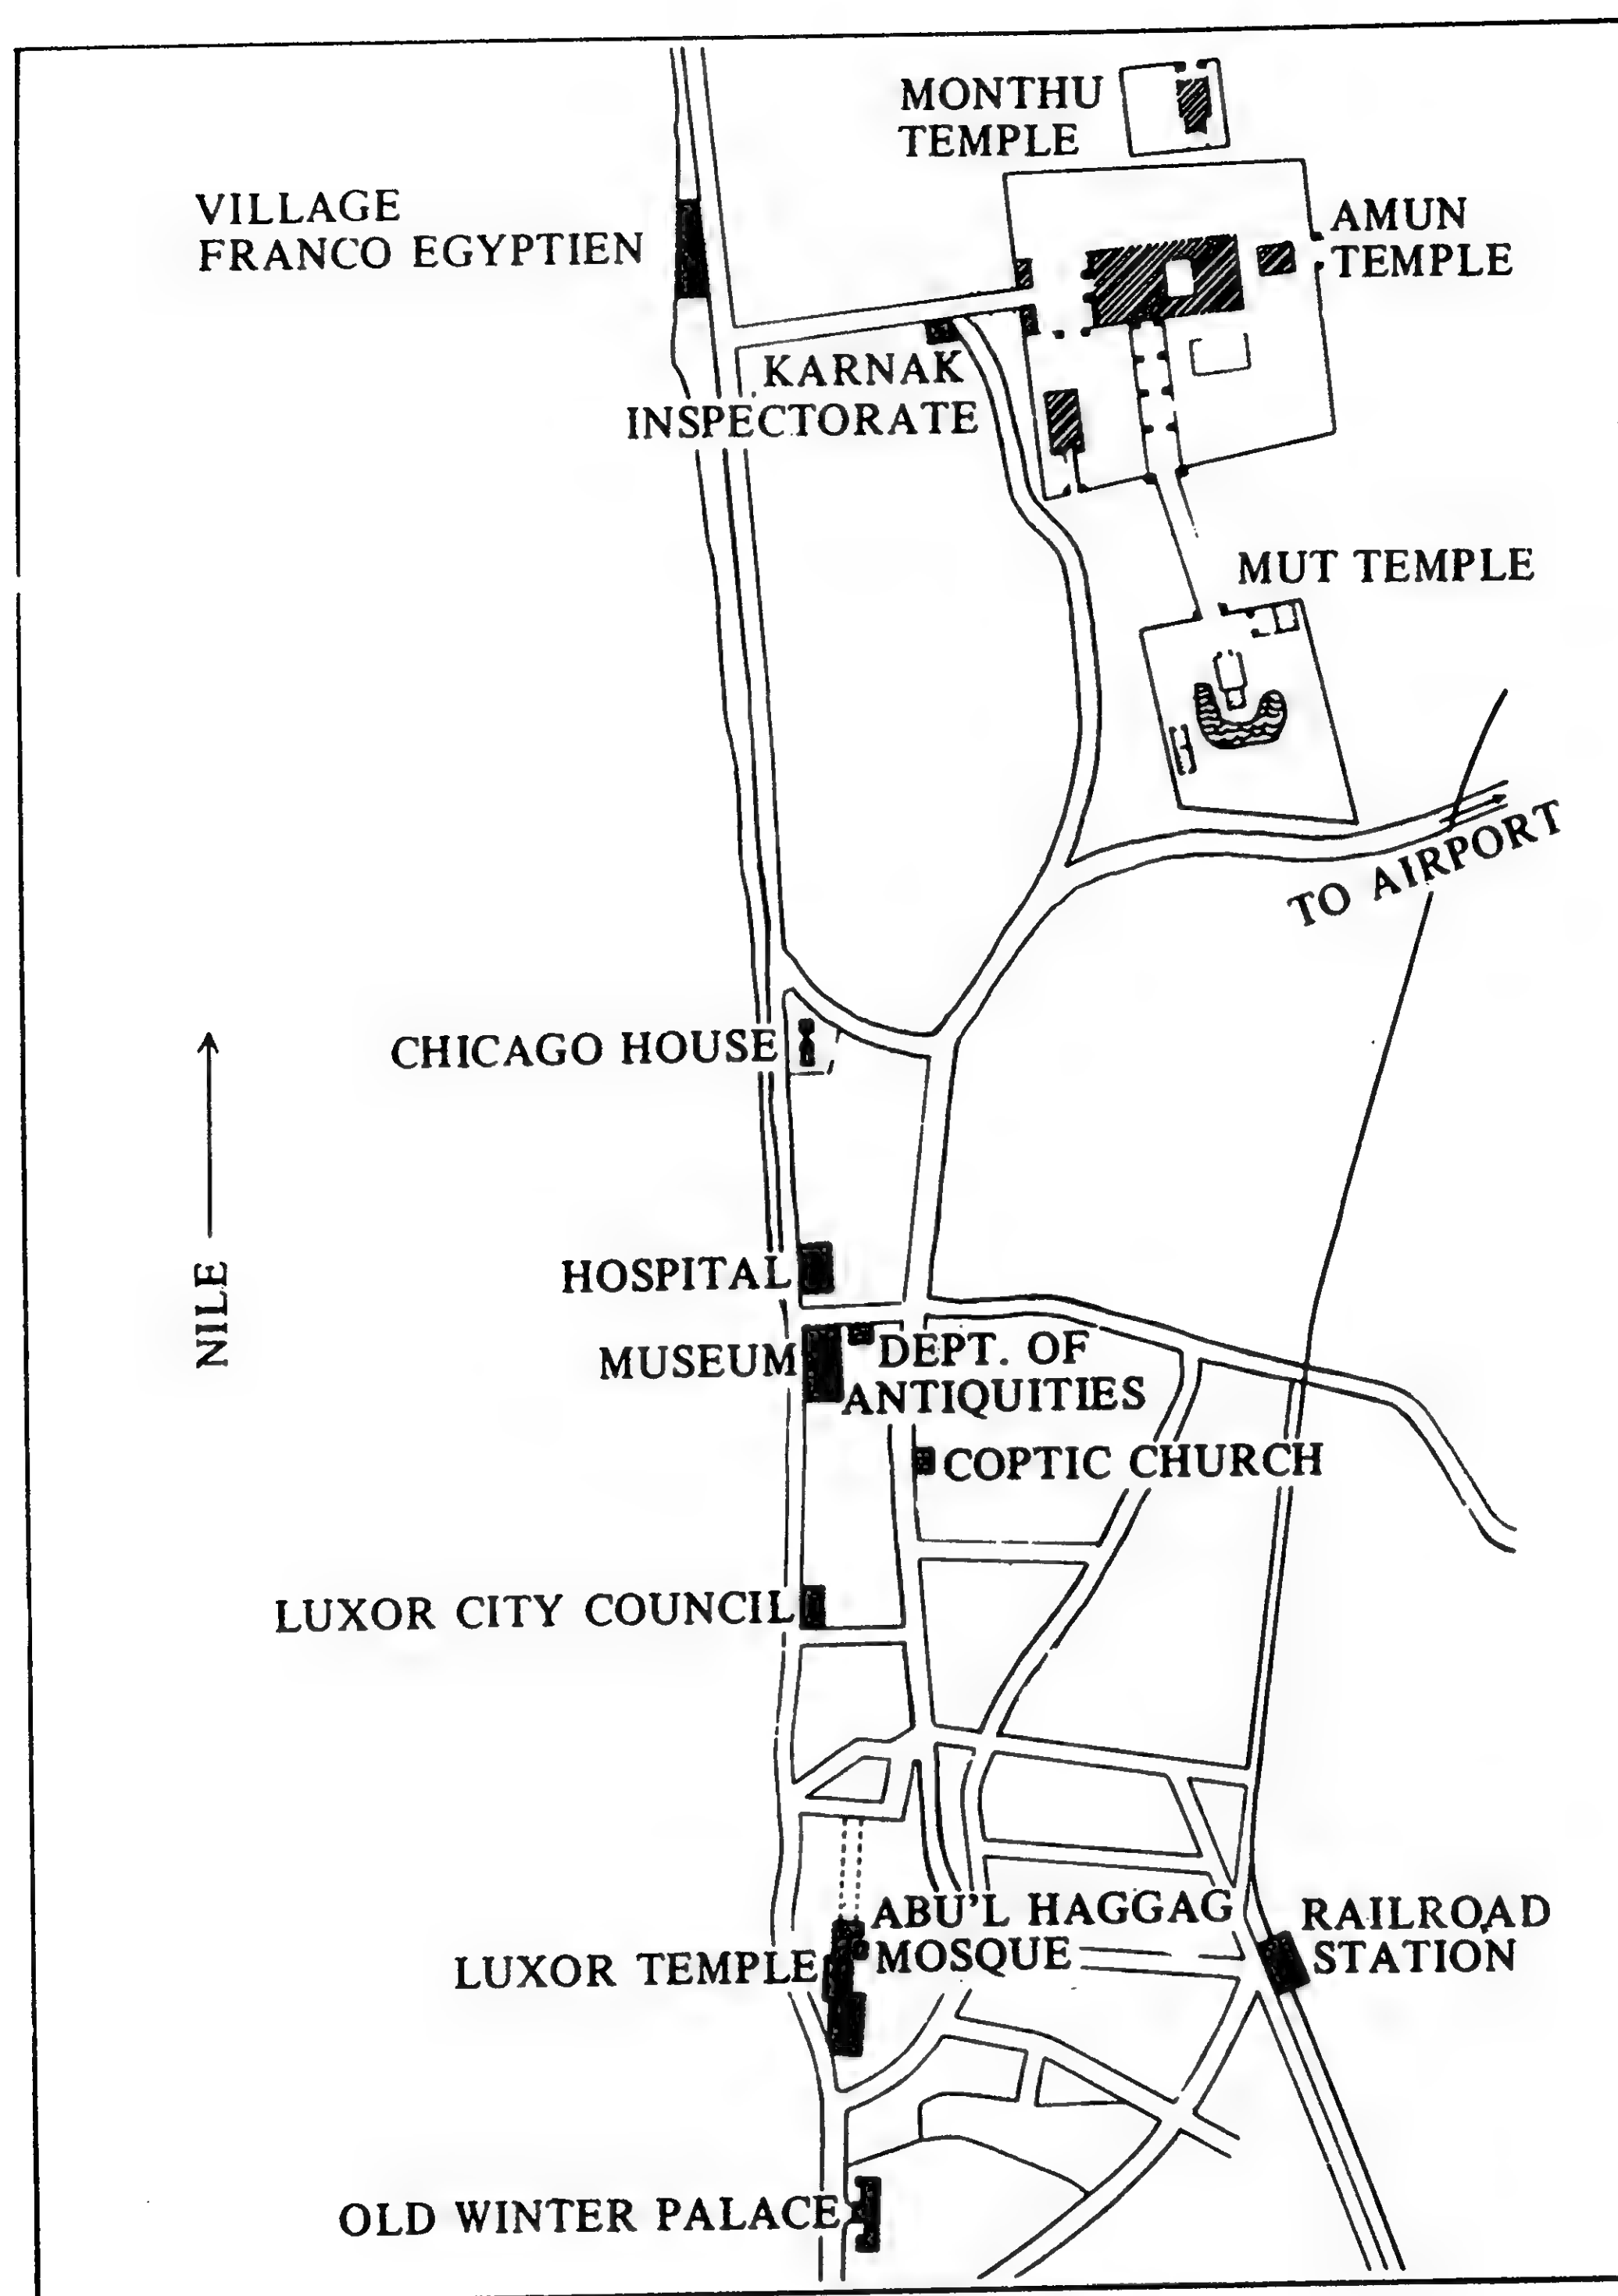 MONTHU
TEMPLE
VILLAGE
FRANCO EGYPTIEN
AMUN
TEMPLE
KARNAK
INSPECTORATE
MUT TEMPLE
TO AIRPORT
CHICAGO HOUSE
NILE
HOSPITAL
MUSEUM
DEPT. OF
ANTIQUITIES
COPTIC CHURCH
LUXOR CITY COUNCIL
ABU'L HAGGAG
MOSQUE
RAILROAD
STATION
LUXOR TEMPLE
OLD WINTER PALACE